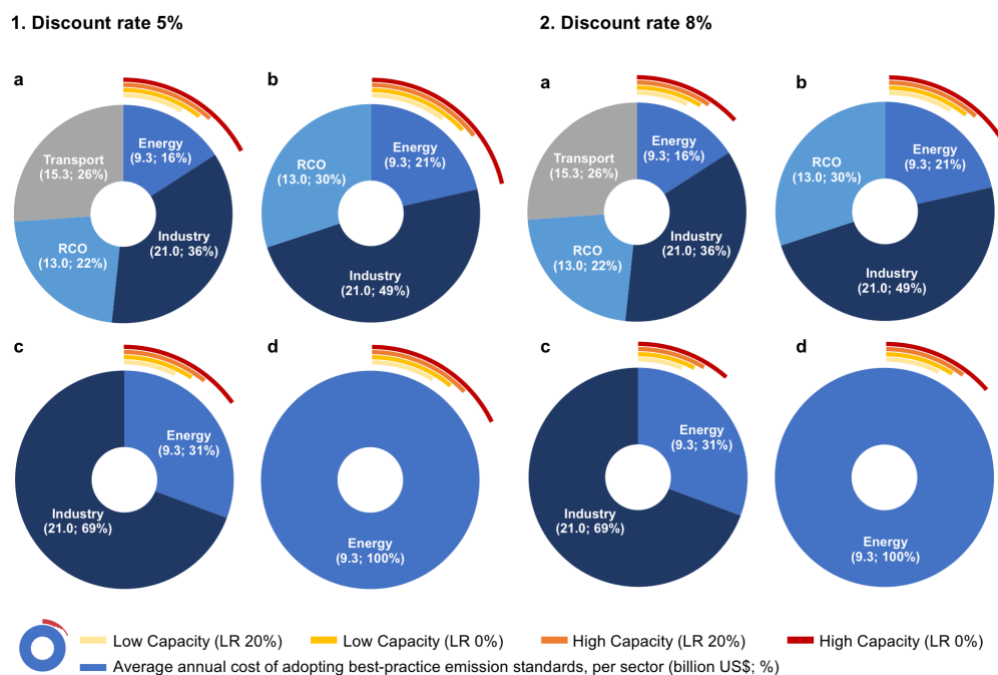 1. Discount rate 5%
2. Discount rate 8%
a
b
a
b
Transport
(15.3; 26%)
Energy
(9.3; 16%)
RCO
(13.0; 22%)
Industry
(21.0; 36%)
RCO
(13.0; 30%)
Energy
(9.3; 21%)
Industry
(21.0; 49%)
Transport
(15.3; 26%)
Energy
(9.3; 16%)
RCO
(13.0; 22%)
Industry
(21.0; 36%)
RCO
(13.0; 30%)
Energy
(9.3; 21%)
Industry
(21.0; 49%)
c
d
c
d
Energy
(9.3; 31%)
Industry
(21.0; 69%)
Energy
(9.3; 100%)
Energy
(9.3; 31%)
Industry
(21.0; 69%)
Energy
(9.3; 100%)
Low Capacity (LR 20%)
Low Capacity (LR 0%)
High Capacity (LR 20%)
High Capacity (LR 0%)
Average annual cost of adopting best-practice emission standards, per sector (billion US$; %)